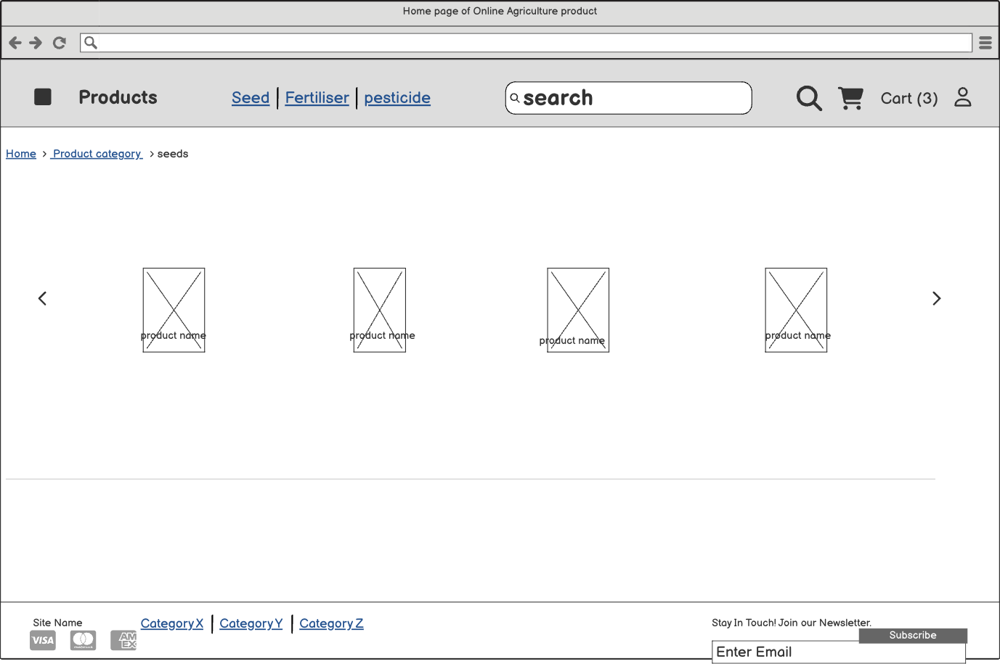 Home page of Online Agriculture product
Products Seed Fertiliser pesticide search Cart (3)
Home > Product category > seeds
product name product name product name product name
Site Name Category X Category Y Category Z Stay In Touch! Join our Newsletter.
VISA mastercard AM EX Subscribe
Enter Email